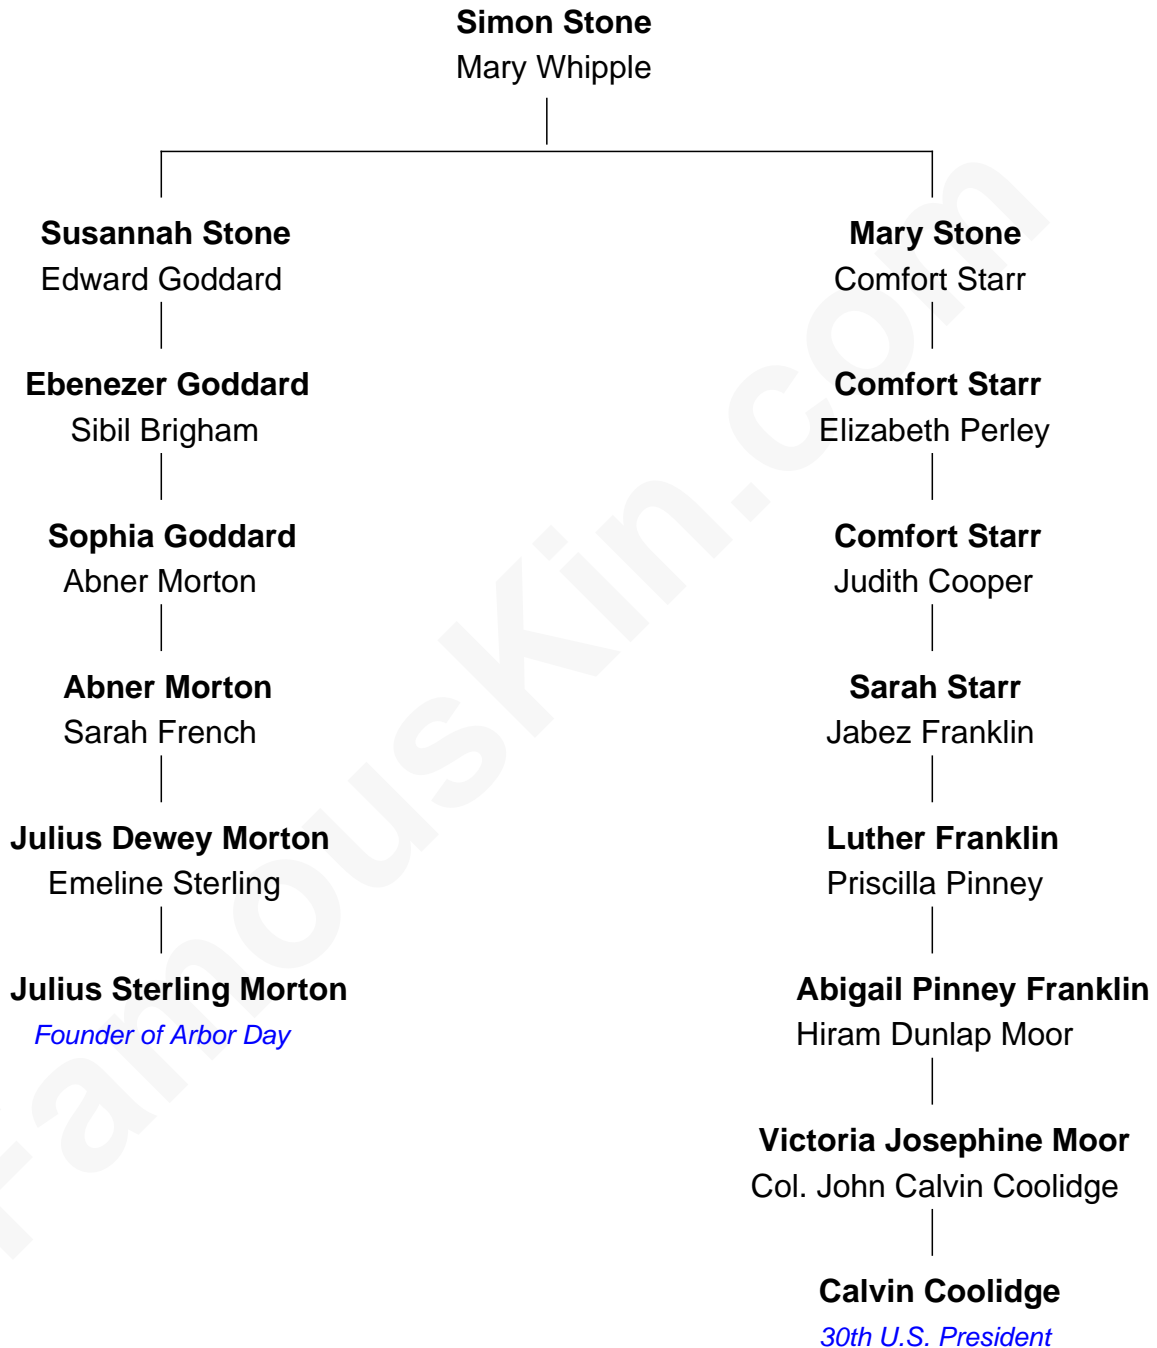 Simon Stone
Mary Whipple
Susannah Stone
Edward Goddard
Mary Stone
Comfort Starr
Ebenezer Goddard
Sibil Brigham
Comfort Starr
Elizabeth Perley
Sophia Goddard
Abner Morton
Comfort Starr
Judith Cooper
Abner Morton
Sarah French
Sarah Starr
Jabez Franklin
Julius Dewey Morton
Emeline Sterling
Luther Franklin
Priscilla Pinney
Julius Sterling Morton
Founder of Arbor Day
Abigail Pinney Franklin
Hiram Dunlap Moor
Victoria Josephine Moor
Col. John Calvin Coolidge
Calvin Coolidge
30th U.S. President
FamousKin.com